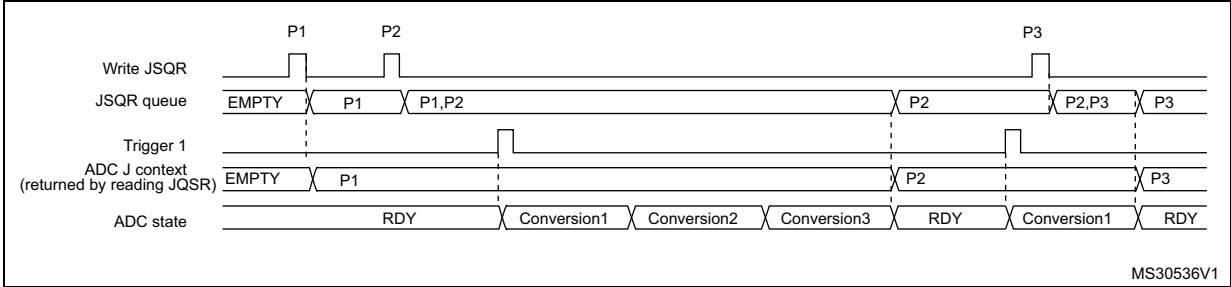 P1 P2 P3
Write JSQR
JSQR queue EMPTY P1 P1,P2 P2 P2,P3 P3
Trigger 1
ADC J context
(returned by reading JQSR) EMPTY P1 P2 P3
ADC state RDY Conversion1 Conversion2 Conversion3 RDY Conversion1 RDY
MS30536V1